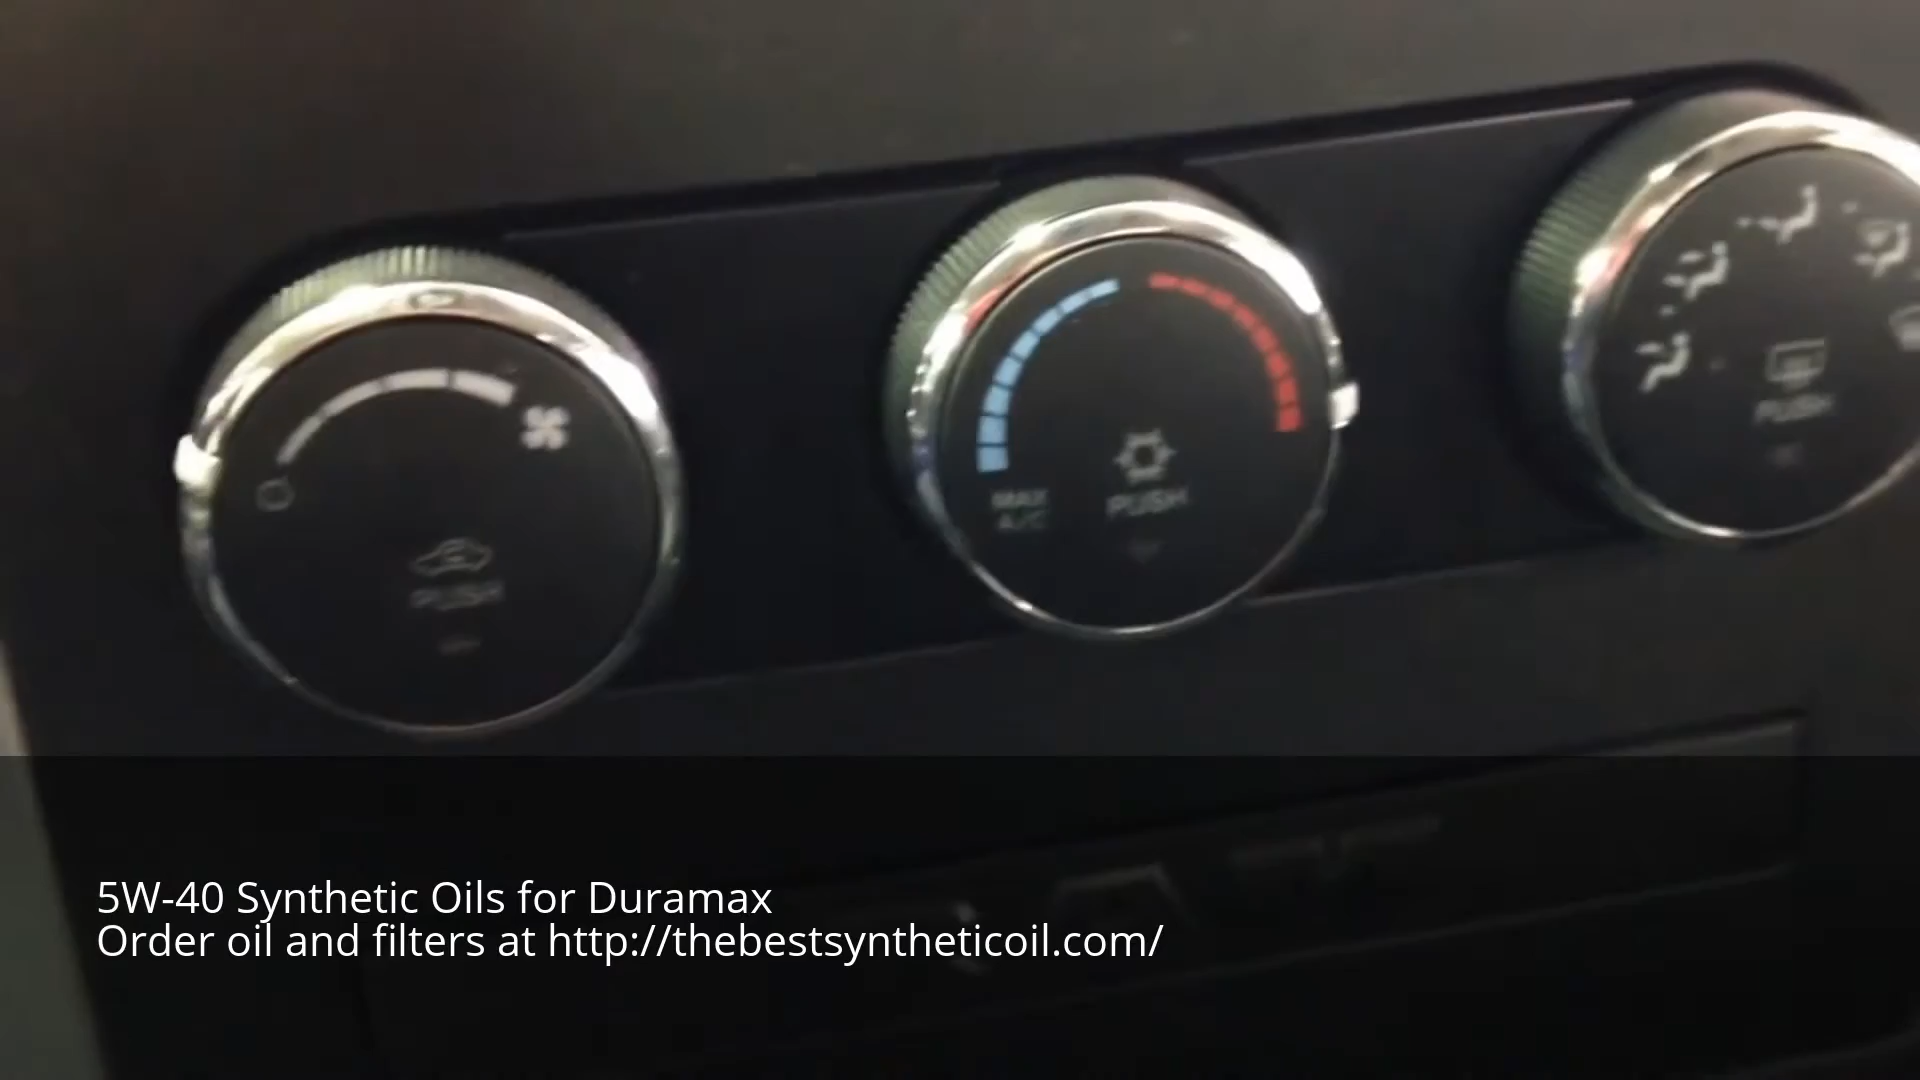 MAX
A/C
PUSH
PUSH
PUSH
5W-40 Synthetic Oils for Duramax
Order oil and filters at http://thebestsyntheticoil.com/